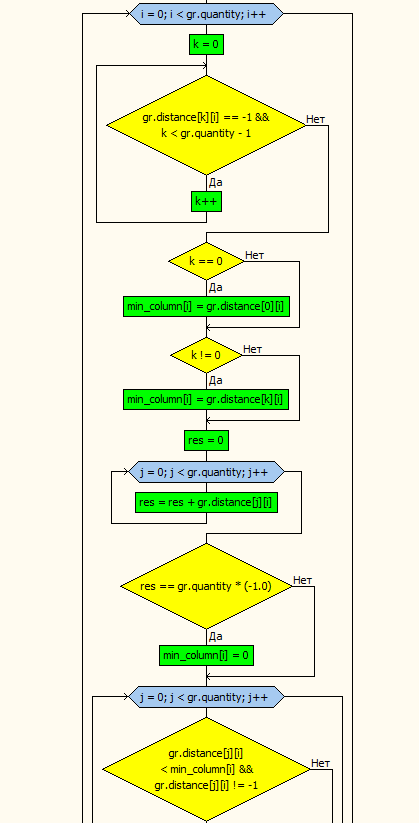 i = 0; i < gr.quantity; i++
k = 0
gr.distance[k][i] == -1 &&
k < gr.quantity - 1
Нет
Да
k++
k == 0
Нет
Да
min_column[i] = gr.distance[0][i]
k != 0
Нет
Да
min_column[i] = gr.distance[k][i]
res = 0
j = 0; j < gr.quantity; j++
res = res + gr.distance[j][i]
res == gr.quantity * (-1.0)
Нет
Да
min_column[i] = 0
j = 0; j < gr.quantity; j++
gr.distance[j][i]
< min_column[i] &&
gr.distance[j][i] != -1
Нет